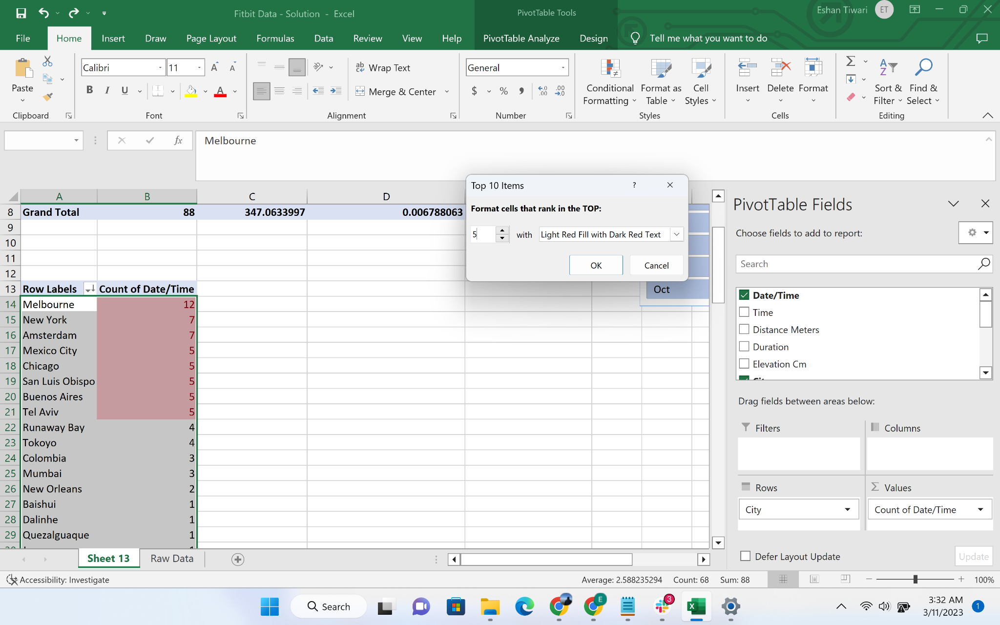 Fitbit Data - Solution - Excel
PivotTable Tools
Eshan Tiwari
ET
File Home Insert Draw Page Layout Formulas Data Review View Help PivotTable Analyze Design Tell me what you want to do
Paste
Clipboard
Calibri 11
B I U
Font
Wrap Text
Merge & Center
Alignment
General
$ %
Number
Conditional Formatting
Format as Table
Cell Styles
Styles
Insert Delete Format
Cells
Sort & Filter
Find & Select
Editing
fx
Melbourne
A B C D
8 Grand Total 88 347.0633997 0.006788063
9
10
11
12
13 Row Labels Count of Date/Time
14 Melbourne 12
15 New York 7
16 Amsterdam 7
17 Mexico City 5
18 Chicago 5
19 San Luis Obispo 5
20 Buenos Aires 5
21 Tel Aviv 5
22 Runaway Bay 4
23 Tokoyo 4
24 Colombia 3
25 Mumbai 3
26 New Orleans 2
27 Baishui 1
28 Dalinhe 1
29 Quezalguaque 1
Top 10 Items ?
Format cells that rank in the TOP:
5 with Light Red Fill with Dark Red Text
OK Cancel
Oct
PivotTable Fields
Choose fields to add to report:
Search
Date/Time
Time
Distance Meters
Duration
Elevation Cm
Drag fields between areas below:
Filters Columns
Rows Values
City Count of Date/Time
Defer Layout Update Update
Sheet 13 Raw Data
Accessibility: Investigate
Average: 2.588235294 Count: 68 Sum: 88
100%
Search
E
3
3:32 AM
3/11/2023
1